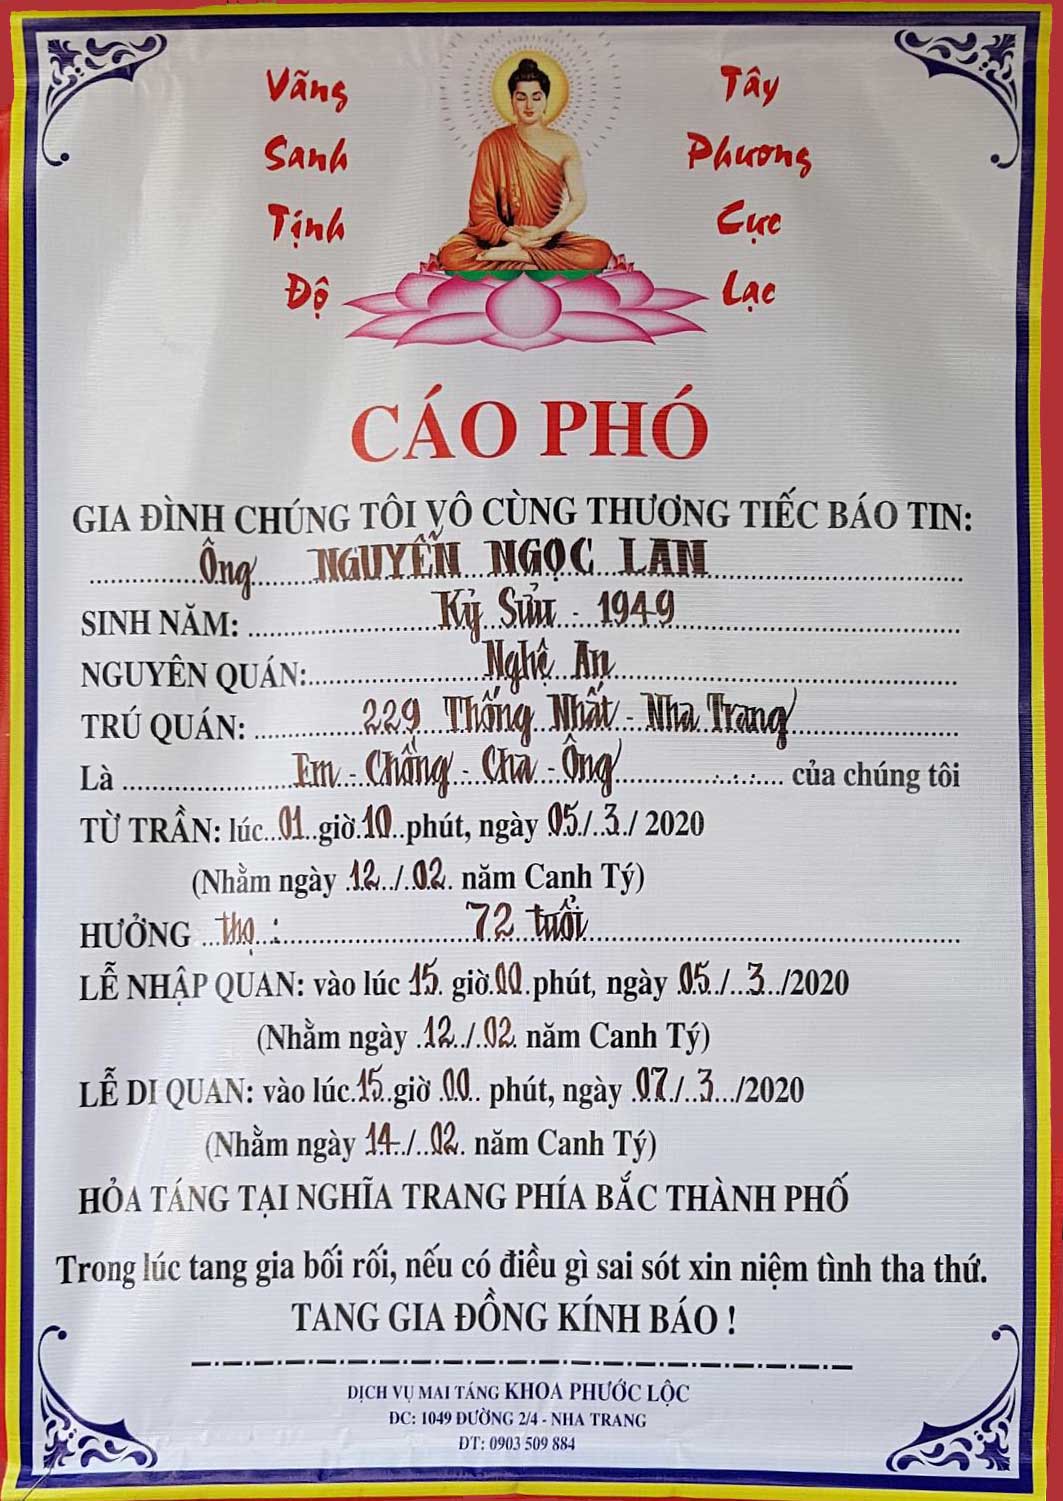 Vãng
Sanh
Tịnh
Độ
Tây
Phương
Cực
Lạc
CÁO PHÓ
GIA ĐÌNH CHÚNG TÔI VÔ CÙNG THƯƠNG TIẾC BÁO TIN:
Ông NGUYỄN NGỌC LAN
SINH NĂM: Kỷ Sửu - 1949
NGUYÊN QUÁN: Nghệ An
TRÚ QUÁN: 229 Thống Nhất - Nha Trang
Là Em - Chồng - Cha - Ông của chúng tôi
TỪ TRẦN: lúc 01 giờ 10 phút, ngày 05/3/2020
(Nhằm ngày 12/02 năm Canh Tý)
HƯỞNG thọ : 72 tuổi
LỄ NHẬP QUAN: vào lúc 15 giờ 00 phút, ngày 05/3/2020
(Nhằm ngày 12/02 năm Canh Tý)
LỄ DI QUAN: vào lúc 15 giờ 00 phút, ngày 07/3/2020
(Nhằm ngày 14/02 năm Canh Tý)
HỎA TÁNG TẠI NGHĨA TRANG PHÍA BẮC THÀNH PHỐ
Trong lúc tang gia bối rối, nếu có điều gì sai sót xin niệm tình tha thứ.
TANG GIA ĐỒNG KÍNH BÁO !
DỊCH VỤ MAI TÁNG KHOA PHƯỚC LỘC
ĐC: 1049 ĐƯỜNG 2/4 - NHA TRANG
ĐT: 0903 509 884